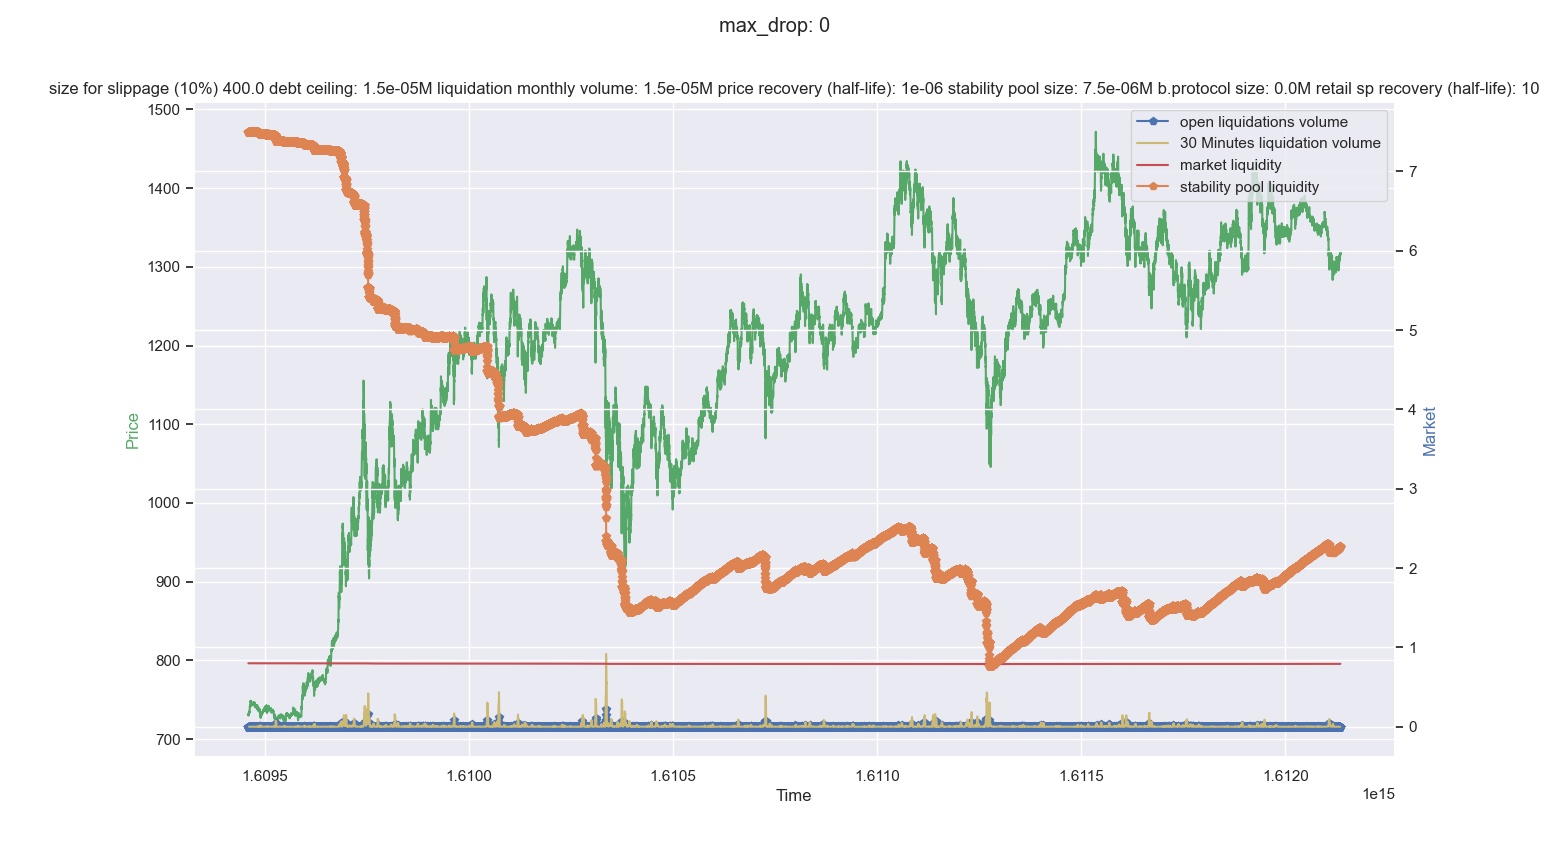 max_drop: 0
size for slippage (10%) 400.0 debt ceiling: 1.5e-05M liquidation monthly volume: 1.5e-05M price recovery (half-life): 1e-06 stability pool size: 7.5e-06M b.protocol size: 0.0M retail sp recovery (half-life): 10
open liquidations volume
30 Minutes liquidation volume
market liquidity
stability pool liquidity
1500
1400
1300
1200
1100
1000
900
800
700
Price
7
6
5
4
3
2
1
0
Market
1.6095
1.6100
1.6105
1.6110
1.6115
1.6120
1e15
Time